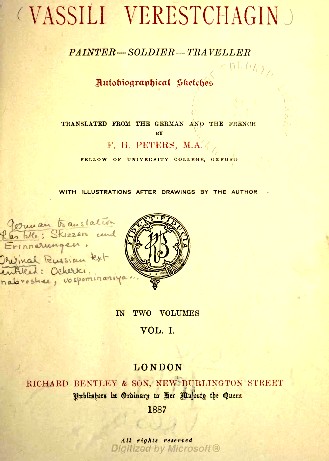 VASSILI VERESTCHAGIN
PAINTER—SOLDIER—TRAVELLER
Autobiographical Sketches
TRANSLATED FROM THE GERMAN AND THE FRENCH
BY
F. H. PETERS, M.A.
FELLOW OF UNIVERSITY COLLEGE, OXFORD
WITH ILLUSTRATIONS AFTER DRAWINGS BY THE AUTHOR
German translation
has title: Skizzen und
Erinnerungen.
Original Russian text
entitled: Ocherki,
nabroski, vospominaniya...
IN TWO VOLUMES
VOL. I.
LONDON
RICHARD BENTLEY & SON, NEW BURLINGTON STREET
Publishers in Ordinary to Her Majesty the Queen
1887
All rights reserved
Digitized by Microsoft®